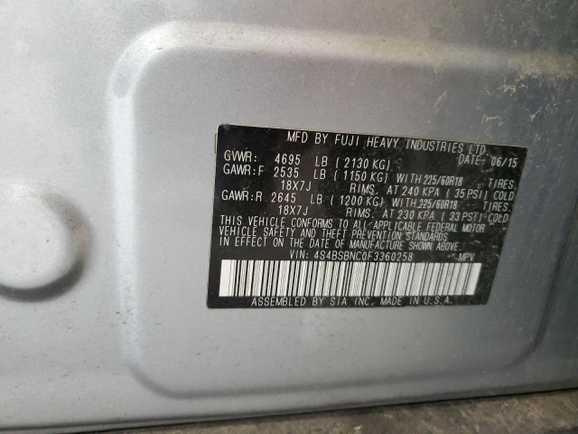 MFD BY FUJI HEAVY INDUSTRIES LTD.
GVWR: 4695 LB (2130 KG) DATE: 06/15
GAWR:F 2535 LB (1150 KG) WITH 225/60R18 TIRES.
18X7J RIMS. AT 240 KPA (35 PSI) COLD
GAWR:R 2645 LB (1200 KG) WITH 225/60R18 TIRES.
18X7J RIMS. AT 230 KPA (33 PSI) COLD
THIS VEHICLE CONFORMS TO ALL APPLICABLE FEDERAL MOTOR
VEHICLE SAFETY AND THEFT PREVENTION STANDARDS
IN EFFECT ON THE DATE OF MANUFACTURE SHOWN ABOVE.
VIN: 4S4BSBNC0F3360258 MPV
ASSEMBLED BY SIA INC, MADE IN U.S.A.